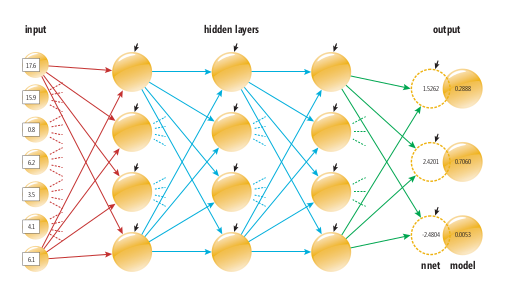 input
hidden layers
output
17.6
15.9
0.8
6.2
3.5
4.1
6.1
1.5262 0.2888
2.4201 0.7060
-2.4804 0.0053
nnet model